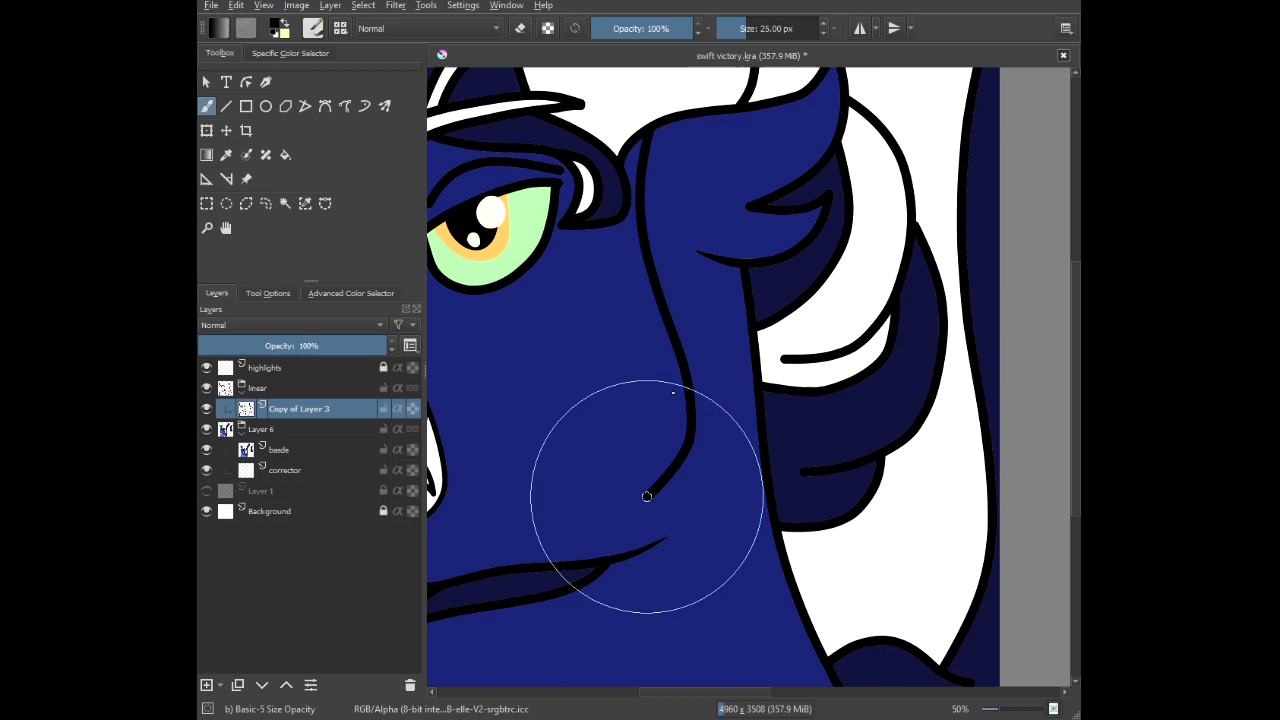 File Edit View Image Layer Select Filter Tools Settings Window Help
Normal Opacity: 100% Size: 25.00 px
Toolbox Specific Color Selector
swift victory.kra (357.9 MiB) *
Layers Tool Options Advanced Color Selector
Layers
Normal
Opacity: 100%
highlights
linear
Copy of Layer 3
Layer 6
basde
corrector
Layer 1
Background
b) Basic-5 Size Opacity RGB/Alpha (8-bit inte...B-elle-V2-srgbtrc.icc 4960 x 3508 (357.9 MiB) 50%